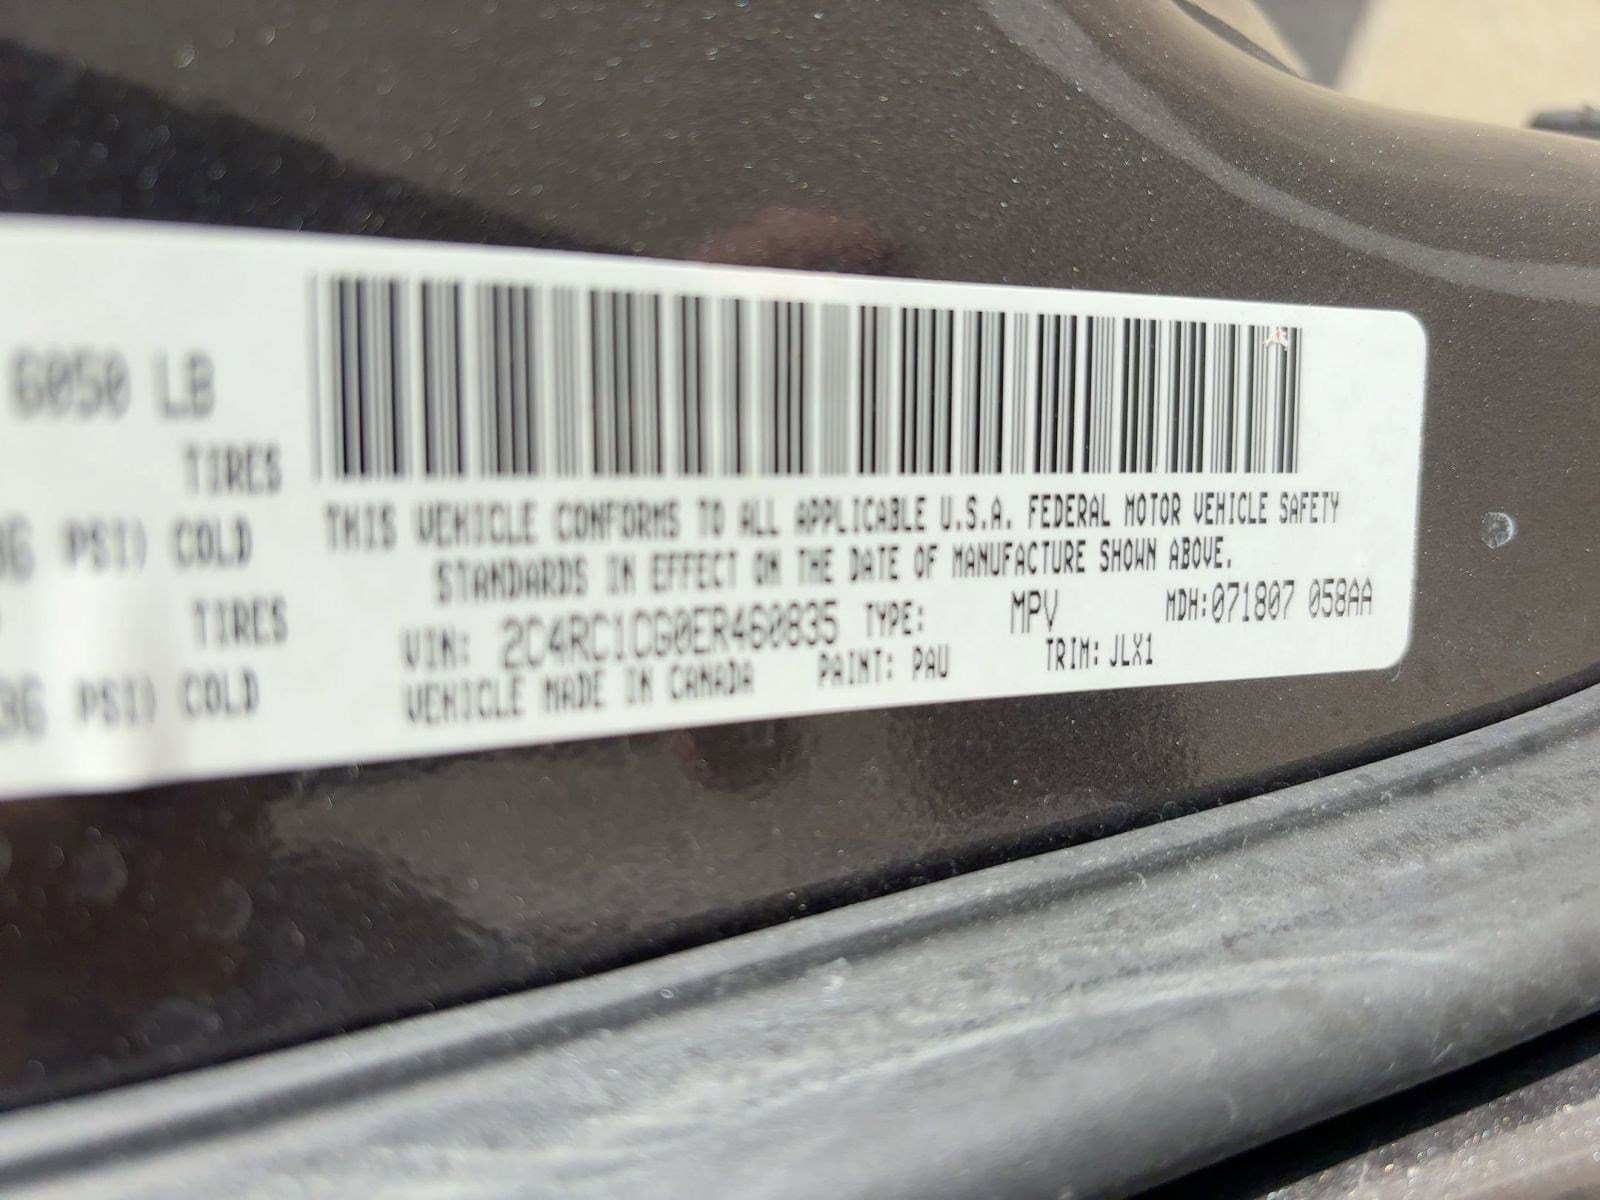 6050 LB
TIRES
36 PSI) COLD
TIRES
36 PSI) COLD
THIS VEHICLE CONFORMS TO ALL APPLICABLE U.S.A. FEDERAL MOTOR VEHICLE SAFETY
STANDARDS IN EFFECT ON THE DATE OF MANUFACTURE SHOWN ABOVE.
VIN: 2C4RC1CG0ER460835 TYPE: MPV MDH:071807 058AA
VEHICLE MADE IN CANADA PAINT: PAU TRIM: JLX1